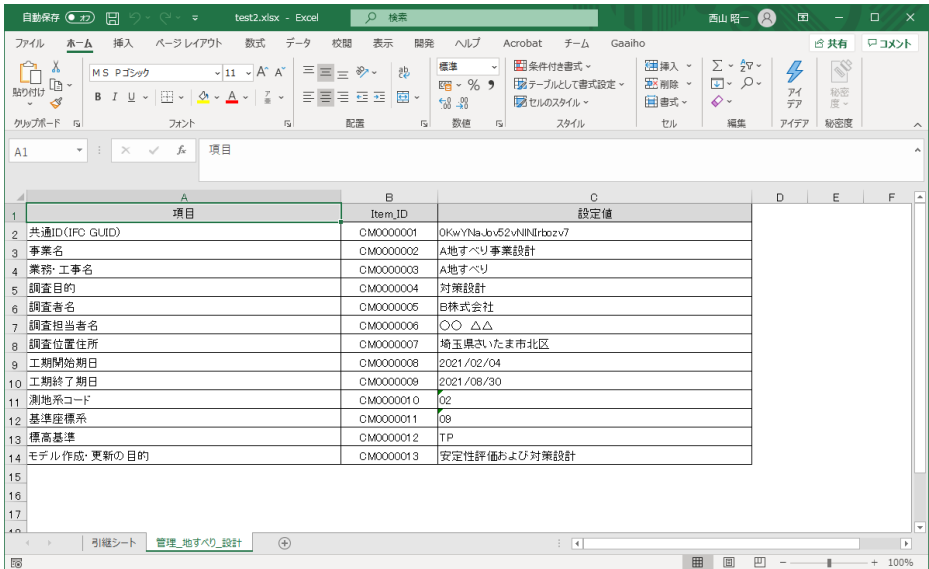 自動保存 オフ test2.xlsx - Excel 検索 西山 昭一
ファイル ホーム 挿入 ページ レイアウト 数式 データ 校閲 表示 開発 ヘルプ Acrobat チーム Gaaiho 共有 コメント
貼り付け MS Pゴシック 11 A A B I U A ab 標準 % 条件付き書式 テーブルとして書式設定 セルのスタイル 挿入 削除 書式 アイデア 秘密度
クリップボード フォント 配置 数値 スタイル セル 編集 アイデア 秘密度
A1 fx 項目
A B C D E F
1 項目 Item_ID 設定値
2 共通ID(IFC GUID) CM0000001 0KwYNaJov52vNINIrbozv7
3 事業名 CM0000002 A地すべり事業設計
4 業務・工事名 CM0000003 A地すべり
5 調査目的 CM0000004 対策設計
6 調査者名 CM0000005 B株式会社
7 調査担当者名 CM0000006 〇〇 △△
8 調査位置住所 CM0000007 埼玉県さいたま市北区
9 工期開始期日 CM0000008 2021/02/04
10 工期終了期日 CM0000009 2021/08/30
11 測地系コード CM0000010 02
12 基準座標系 CM0000011 09
13 標高基準 CM0000012 TP
14 モデル作成・更新の目的 CM0000013 安定性評価および対策設計
15
16
17
引継シート 管理_地すべり_設計
100%